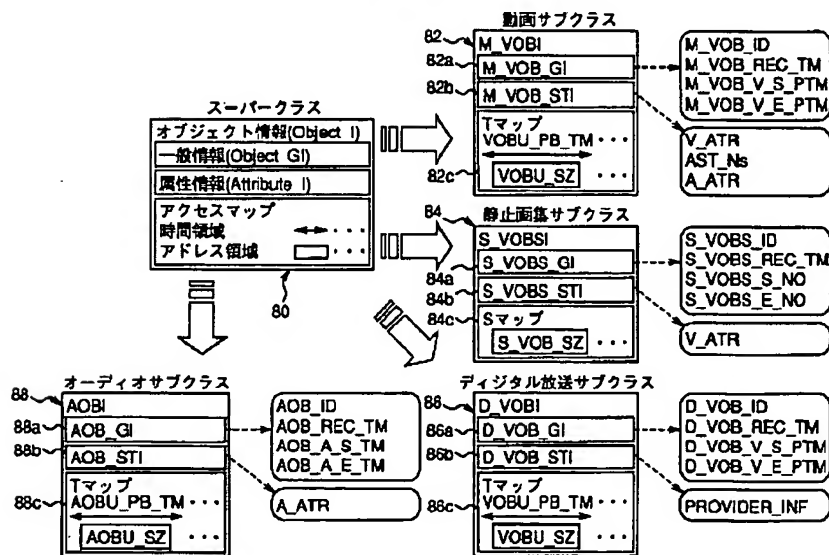 動画サブクラス
82
M_VOBI
82a
M_VOB_GI
82b
M_VOB_STI
Tマップ
VOBU_PB_TM ・・・
82c
VOBU_SZ ・・・
M_VOB_ID
M_VOB_REC_TM
M_VOB_V_S_PTM
M_VOB_V_E_PTM
V_ATR
AST_Ns
A_ATR
スーパークラス
オブジェクト情報(Object_I)
一般情報(Object_GI)
属性情報(Attribute_I)
アクセスマップ
時間領域 ・・・
アドレス領域 ・・・
80
静止画集サブクラス
84
S_VOBSI
84a
S_VOBS_GI
84b
S_VOBS_STI
84c
Sマップ
S_VOB_SZ ・・・
S_VOBS_ID
S_VOBS_REC_TM
S_VOBS_S_NO
S_VOBS_E_NO
V_ATR
オーディオサブクラス
88
AOBI
88a
AOB_GI
88b
AOB_STI
Tマップ
88c
AOBU_PB_TM ・・・
AOBU_SZ ・・・
AOB_ID
AOB_REC_TM
AOB_A_S_TM
AOB_A_E_TM
A_ATR
ディジタル放送サブクラス
86
D_VOBI
86a
D_VOB_GI
86b
D_VOB_STI
Tマップ
86c
VOBU_PB_TM ・・・
VOBU_SZ ・・・
D_VOB_ID
D_VOB_REC_TM
D_VOB_V_S_PTM
D_VOB_V_E_PTM
PROVIDER_INF